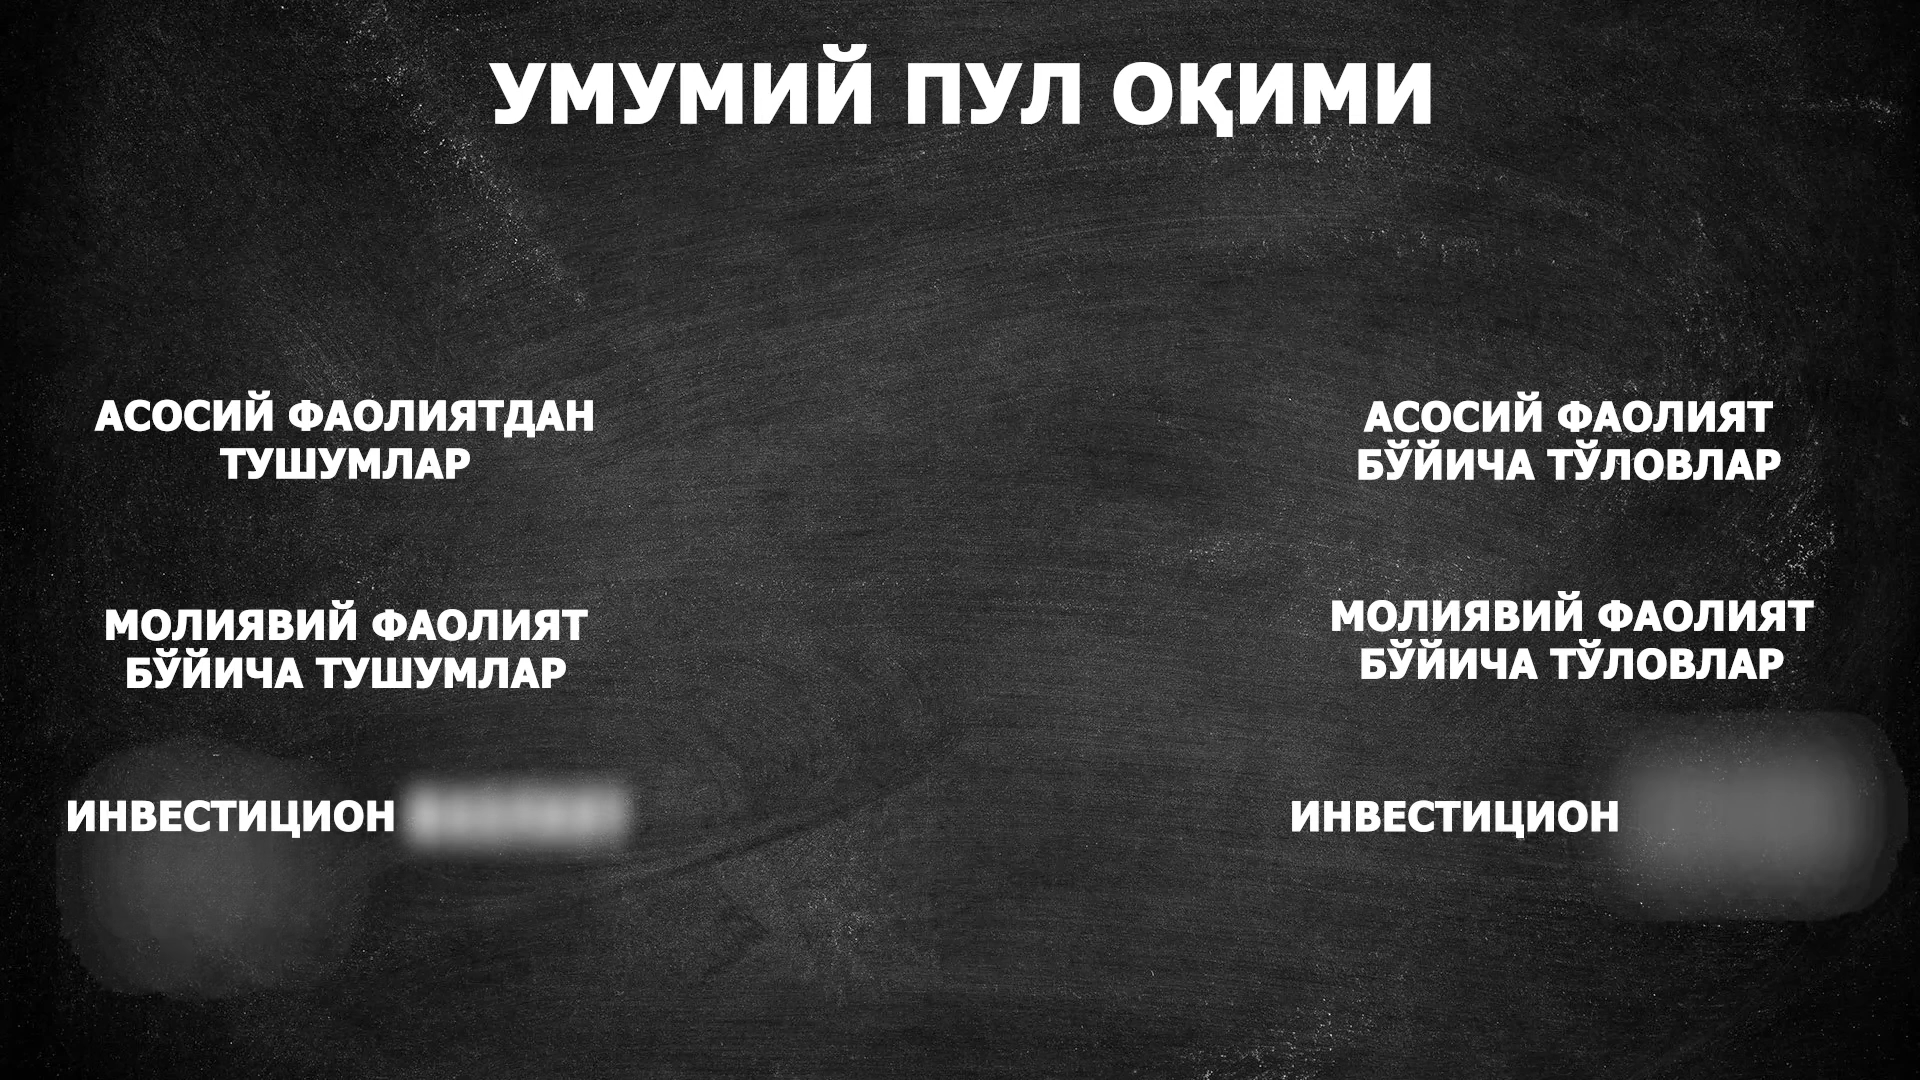 УМУМИЙ ПУЛ ОҚИМИ
АСОСИЙ ФАОЛИЯТДАН
ТУШУМЛАР
МОЛИЯВИЙ ФАОЛИЯТ
БЎЙИЧА ТУШУМЛАР
ИНВЕСТИЦИОН
АСОСИЙ ФАОЛИЯТ
БЎЙИЧА ТЎЛОВЛАР
МОЛИЯВИЙ ФАОЛИЯТ
БЎЙИЧА ТЎЛОВЛАР
ИНВЕСТИЦИОН